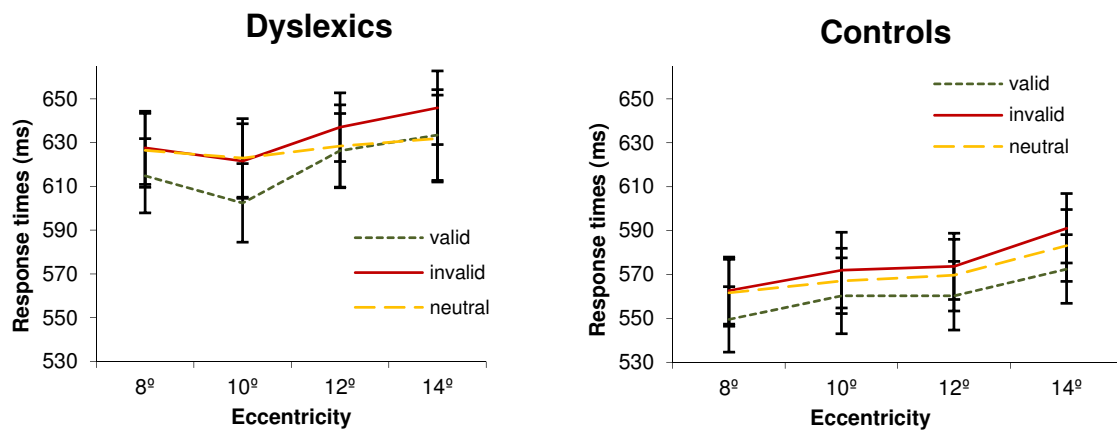 Dyslexics
Response times (ms)
650
630
610
590
570
550
530
valid
invalid
neutral
8º 10º 12º 14º
Eccentricity
Controls
Response times (ms)
650
630
610
590
570
550
530
valid
invalid
neutral
8º 10º 12º 14º
Eccentricity